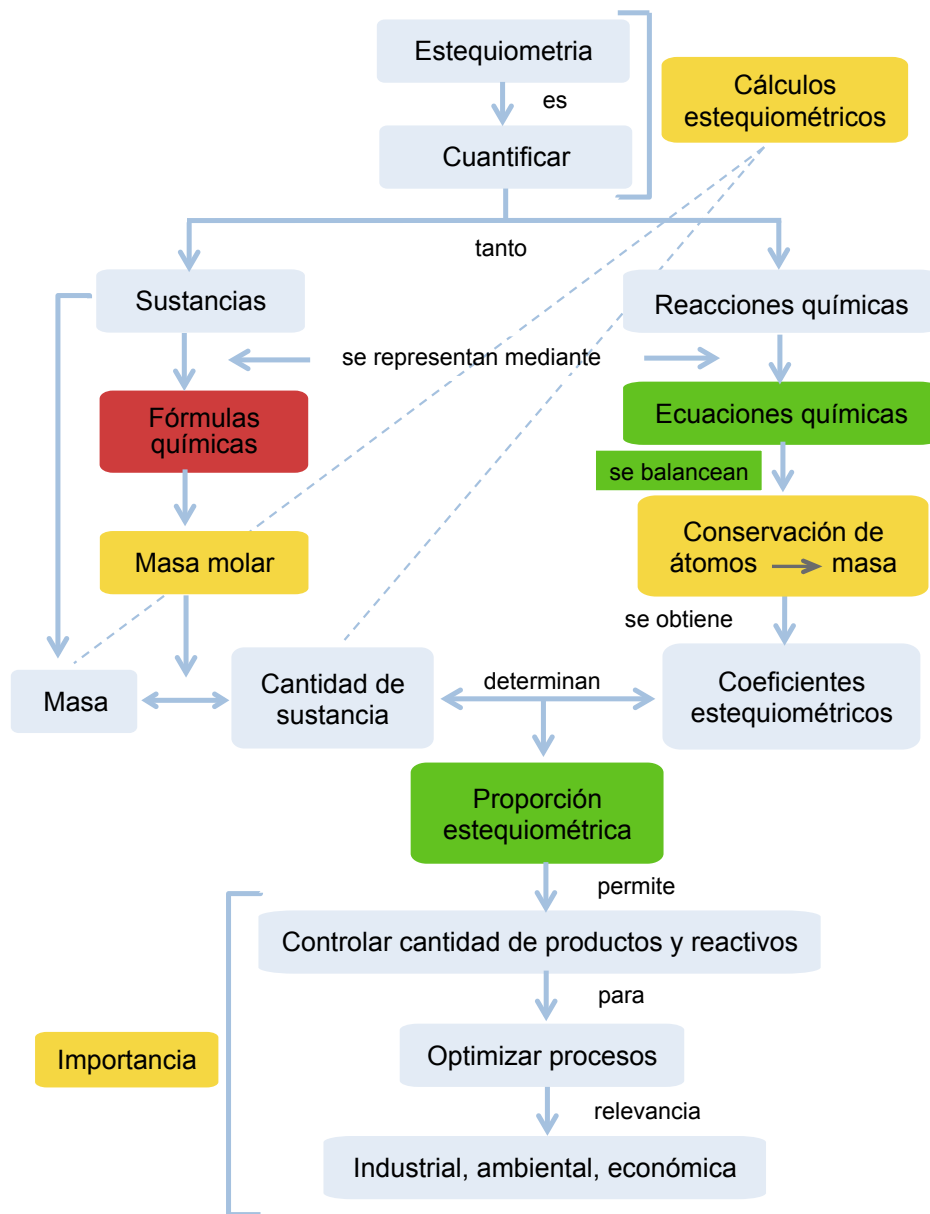 Estequiometria
es
Cálculos
estequiométricos
Cuantificar
tanto
Sustancias
Reacciones químicas
se representan mediante
Fórmulas
químicas
Ecuaciones químicas
se balancean
Masa molar
Conservación de
átomos → masa
se obtiene
Masa
Cantidad de
sustancia
determinan
Coeficientes
estequiométricos
Proporción
estequiométrica
permite
Controlar cantidad de productos y reactivos
para
Importancia
Optimizar procesos
relevancia
Industrial, ambiental, económica